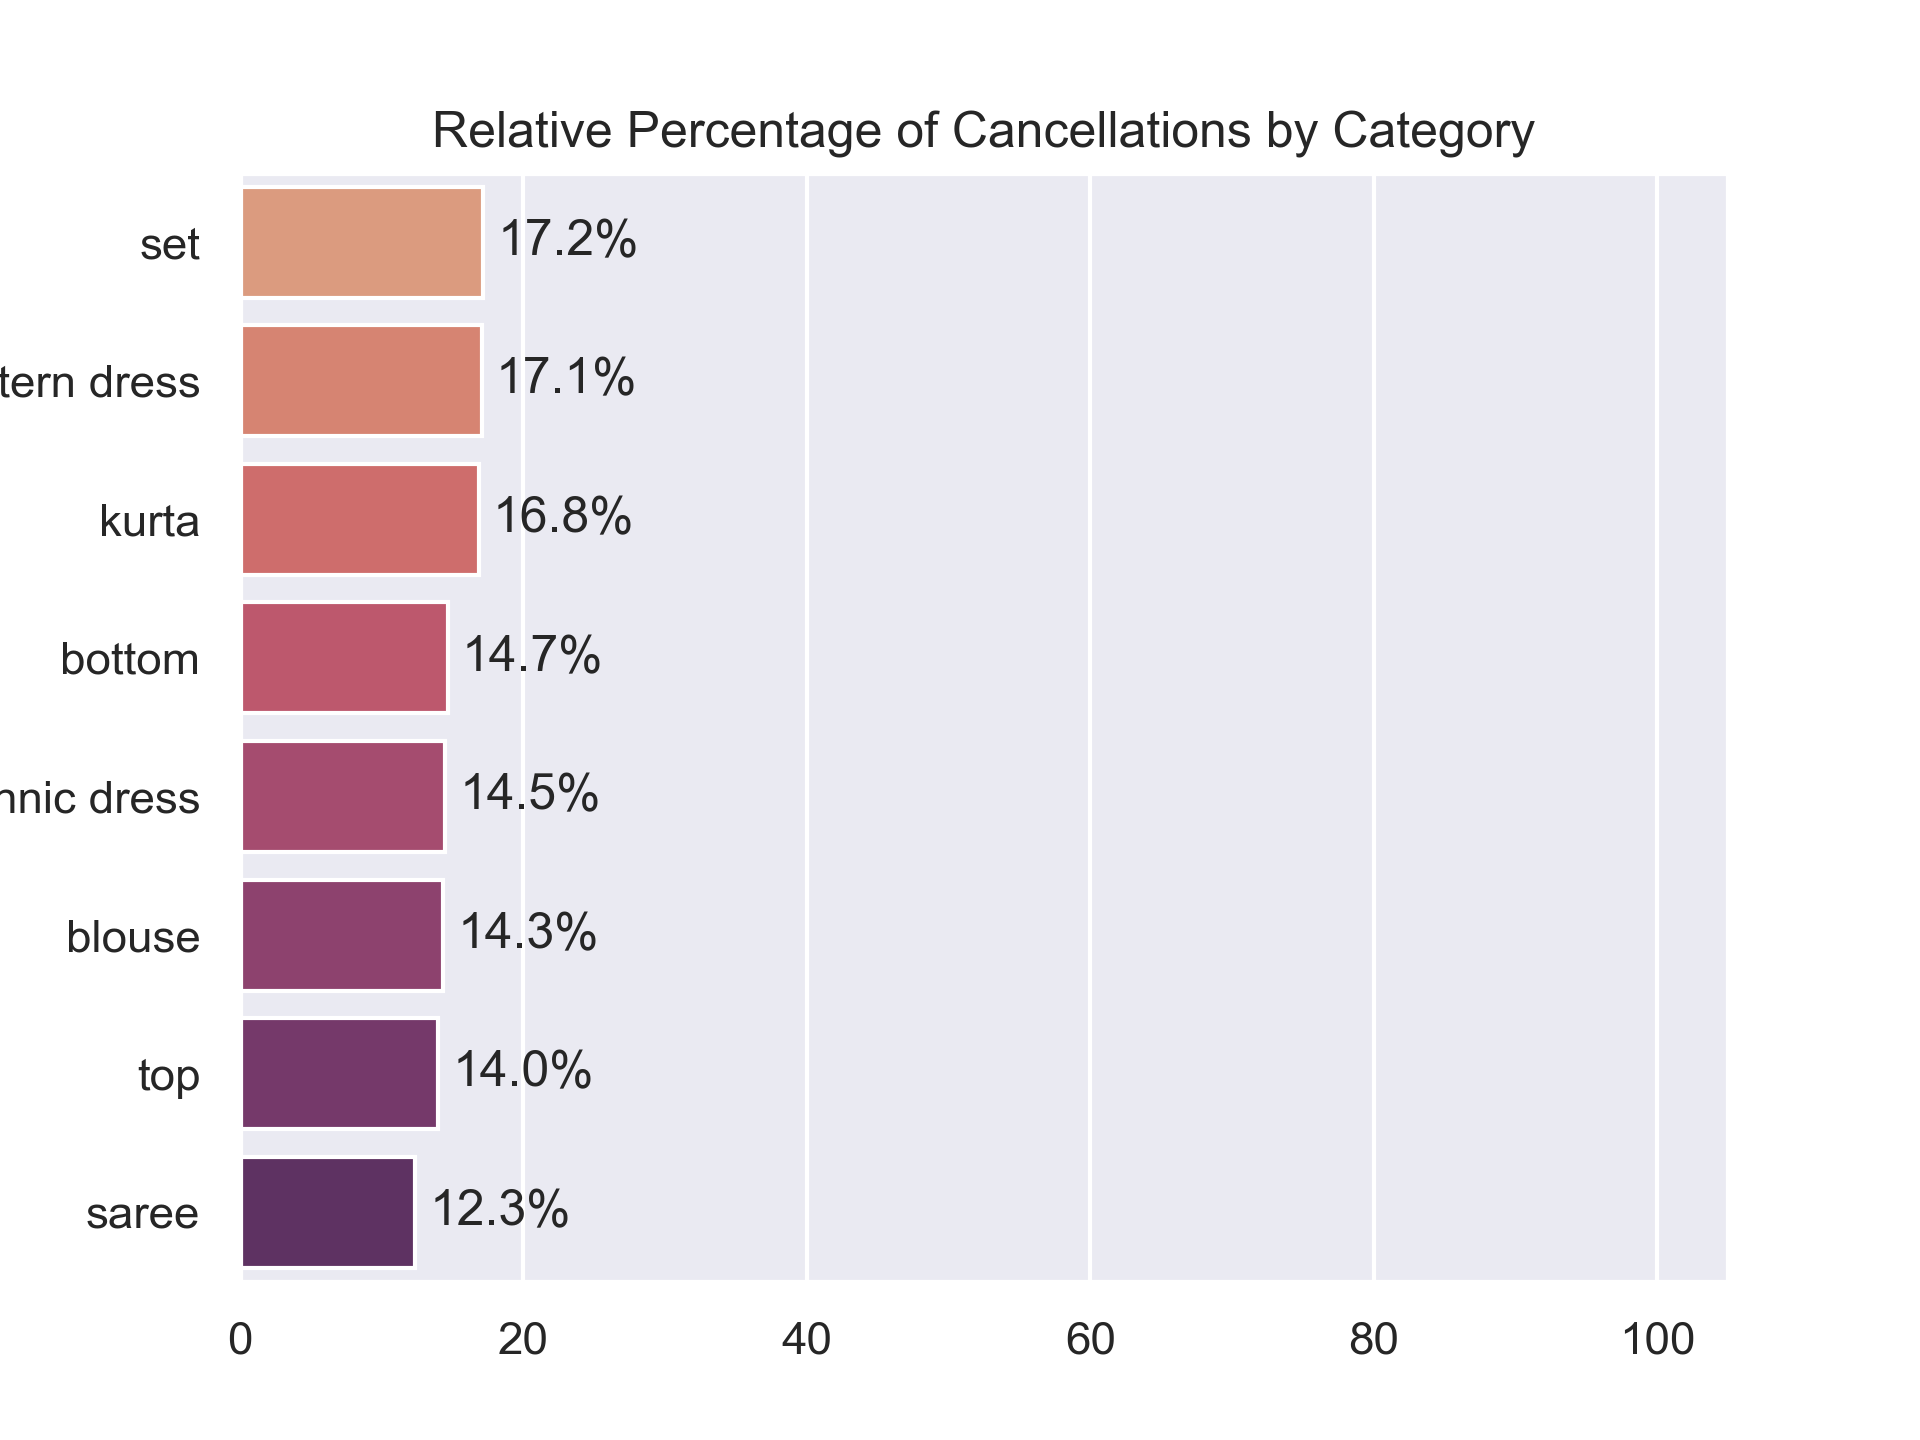 Relative Percentage of Cancellations by Category
set 17.2%
tern dress 17.1%
kurta 16.8%
bottom 14.7%
nnic dress 14.5%
blouse 14.3%
top 14.0%
saree 12.3%
0 20 40 60 80 100